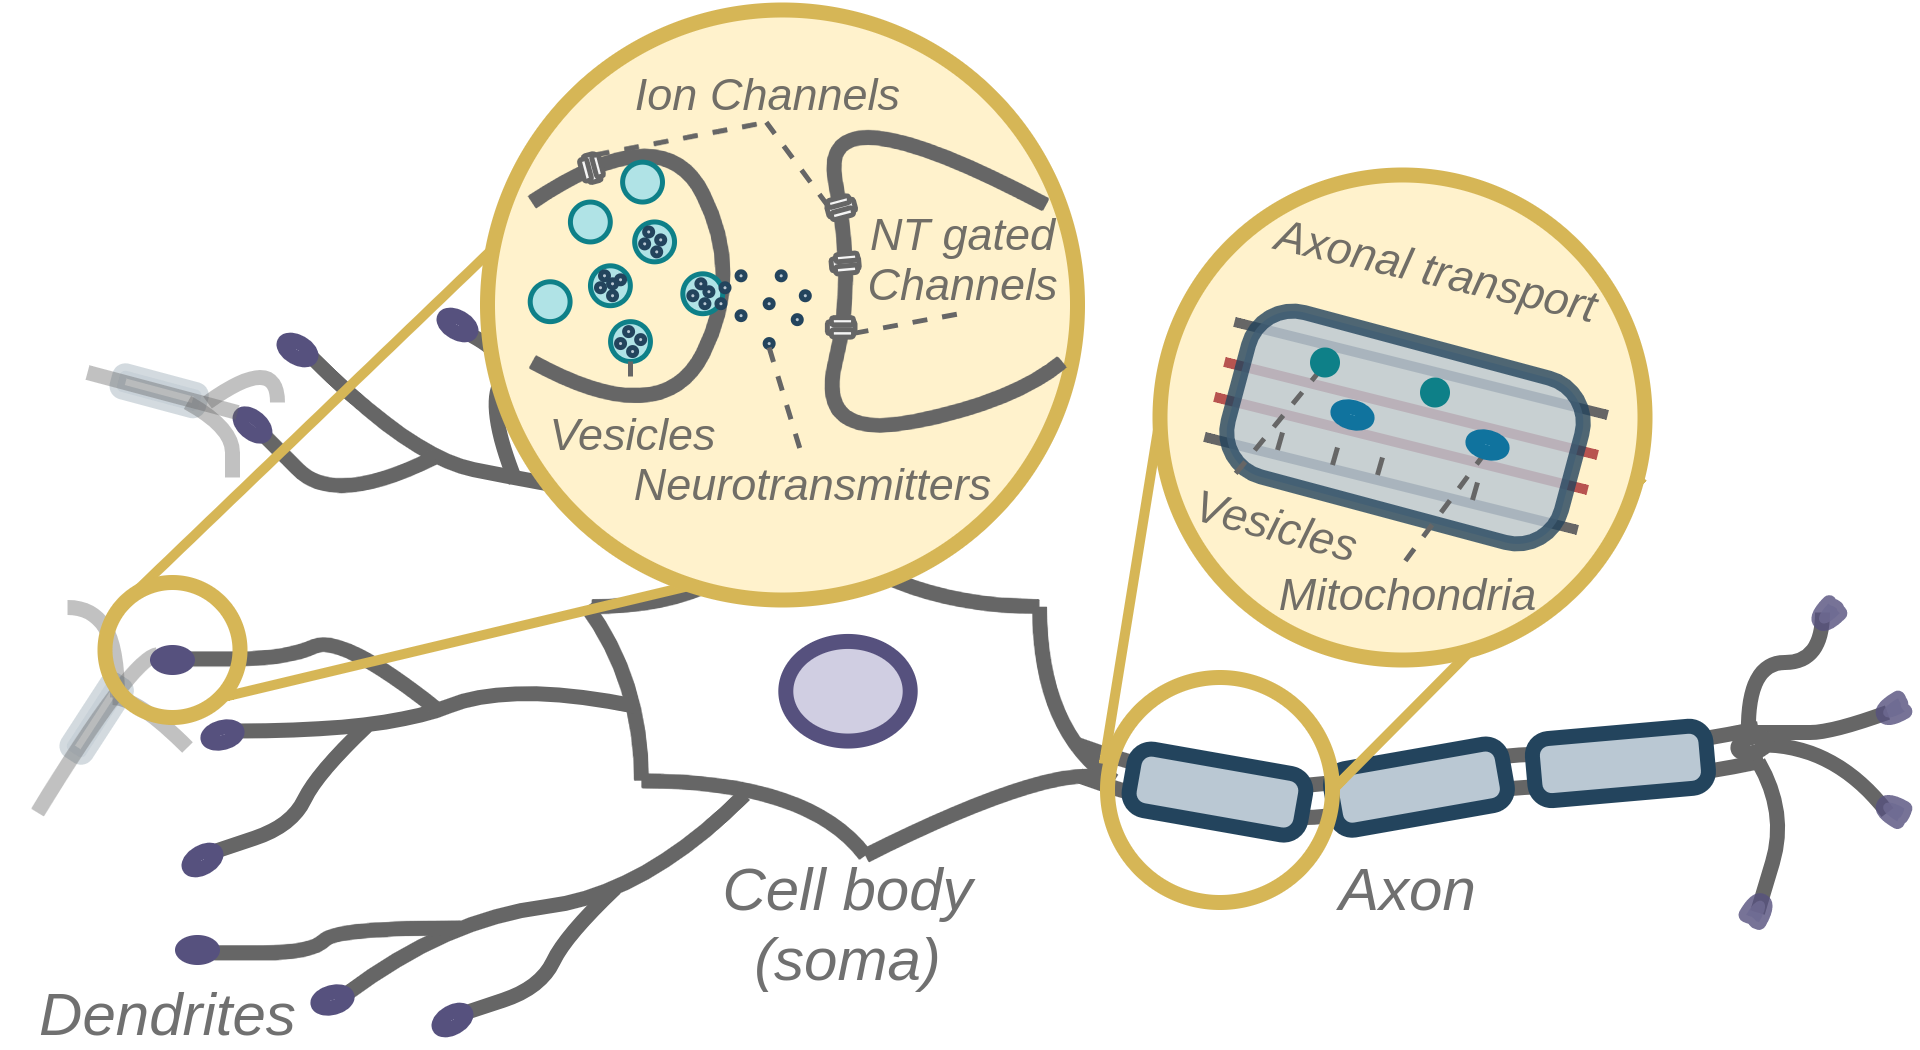 Ion Channels
NT gated
Channels
Vesicles
Neurotransmitters
Axonal transport
Vesicles
Mitochondria
Cell body
(soma)
Axon
Dendrites